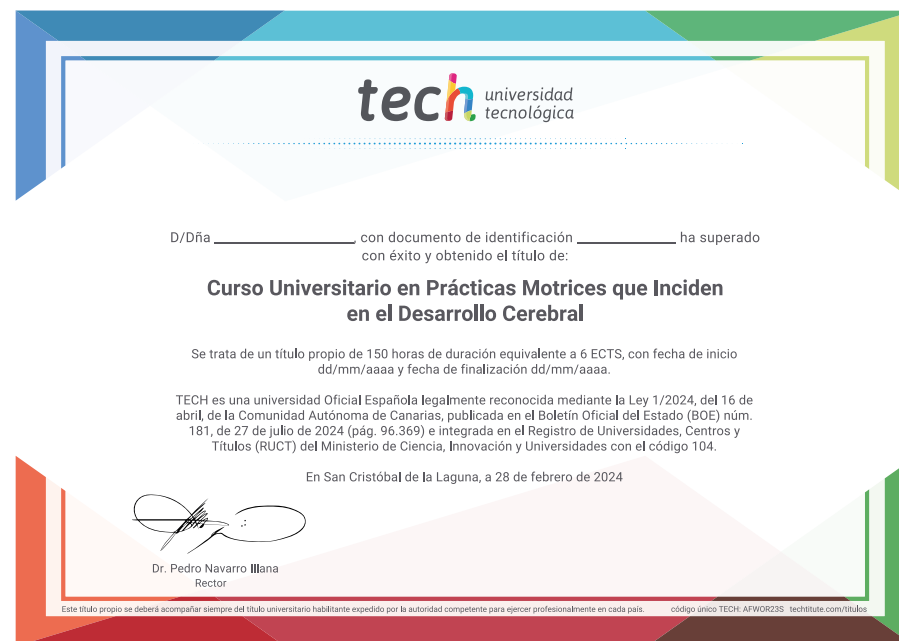 tech universidad
tecnológica
D/Dña ____________________, con documento de identificación ______________ ha superado
con éxito y obtenido el título de:
Curso Universitario en Prácticas Motrices que Inciden
en el Desarrollo Cerebral
Se trata de un título propio de 150 horas de duración equivalente a 6 ECTS, con fecha de inicio
dd/mm/aaaa y fecha de finalización dd/mm/aaaa.
TECH es una universidad Oficial Española legalmente reconocida mediante la Ley 1/2024, del 16 de
abril, de la Comunidad Autónoma de Canarias, publicada en el Boletín Oficial del Estado (BOE) núm.
181, de 27 de julio de 2024 (pág. 96.369) e integrada en el Registro de Universidades, Centros y
Títulos (RUCT) del Ministerio de Ciencia, Innovación y Universidades con el código 104.
En San Cristóbal de la Laguna, a 28 de febrero de 2024
Dr. Pedro Navarro Illana
Rector
Este título propio se deberá acompañar siempre del título universitario habilitante expedido por la autoridad competente para ejercer profesionalmente en cada país. código único TECH: AFWOR23S techtitute.com/titulos